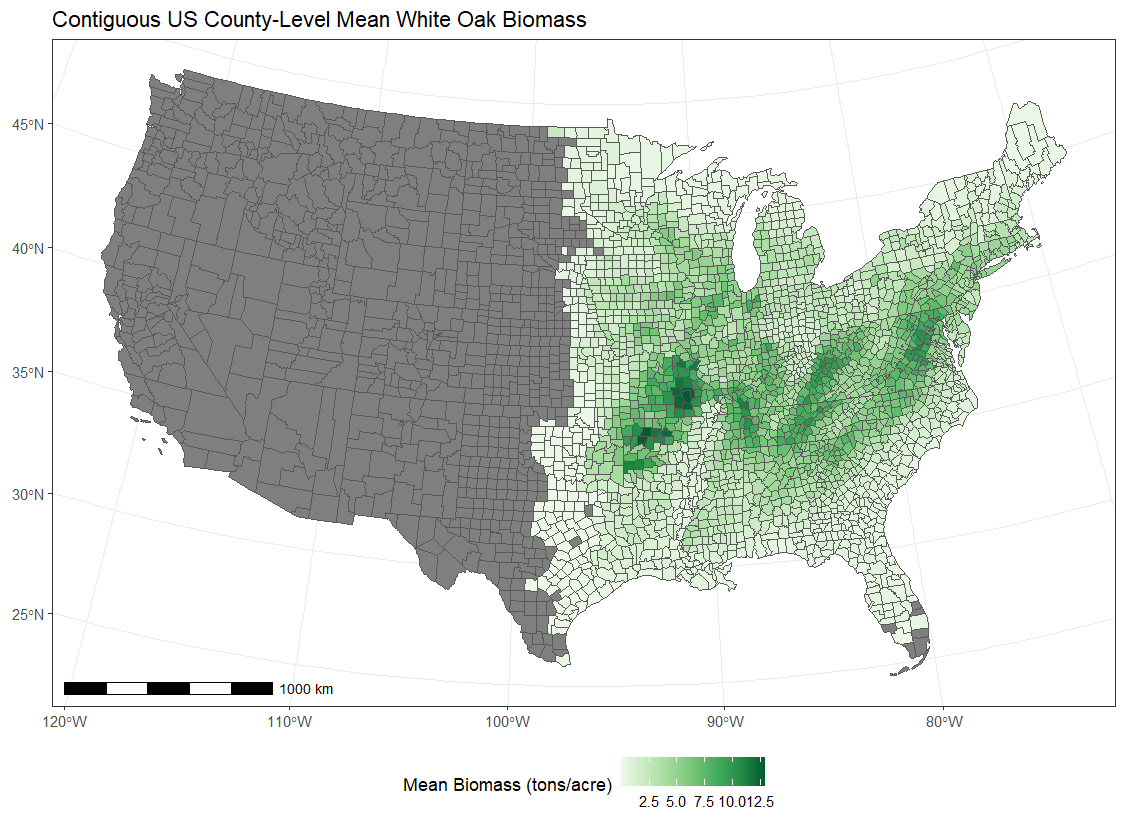 Contiguous US County-Level Mean White Oak Biomass
45°N
40°N
35°N
30°N
25°N
1000 km
120°W 110°W 100°W 90°W 80°W
Mean Biomass (tons/acre)
2.5 5.0 7.5 10.0 12.5